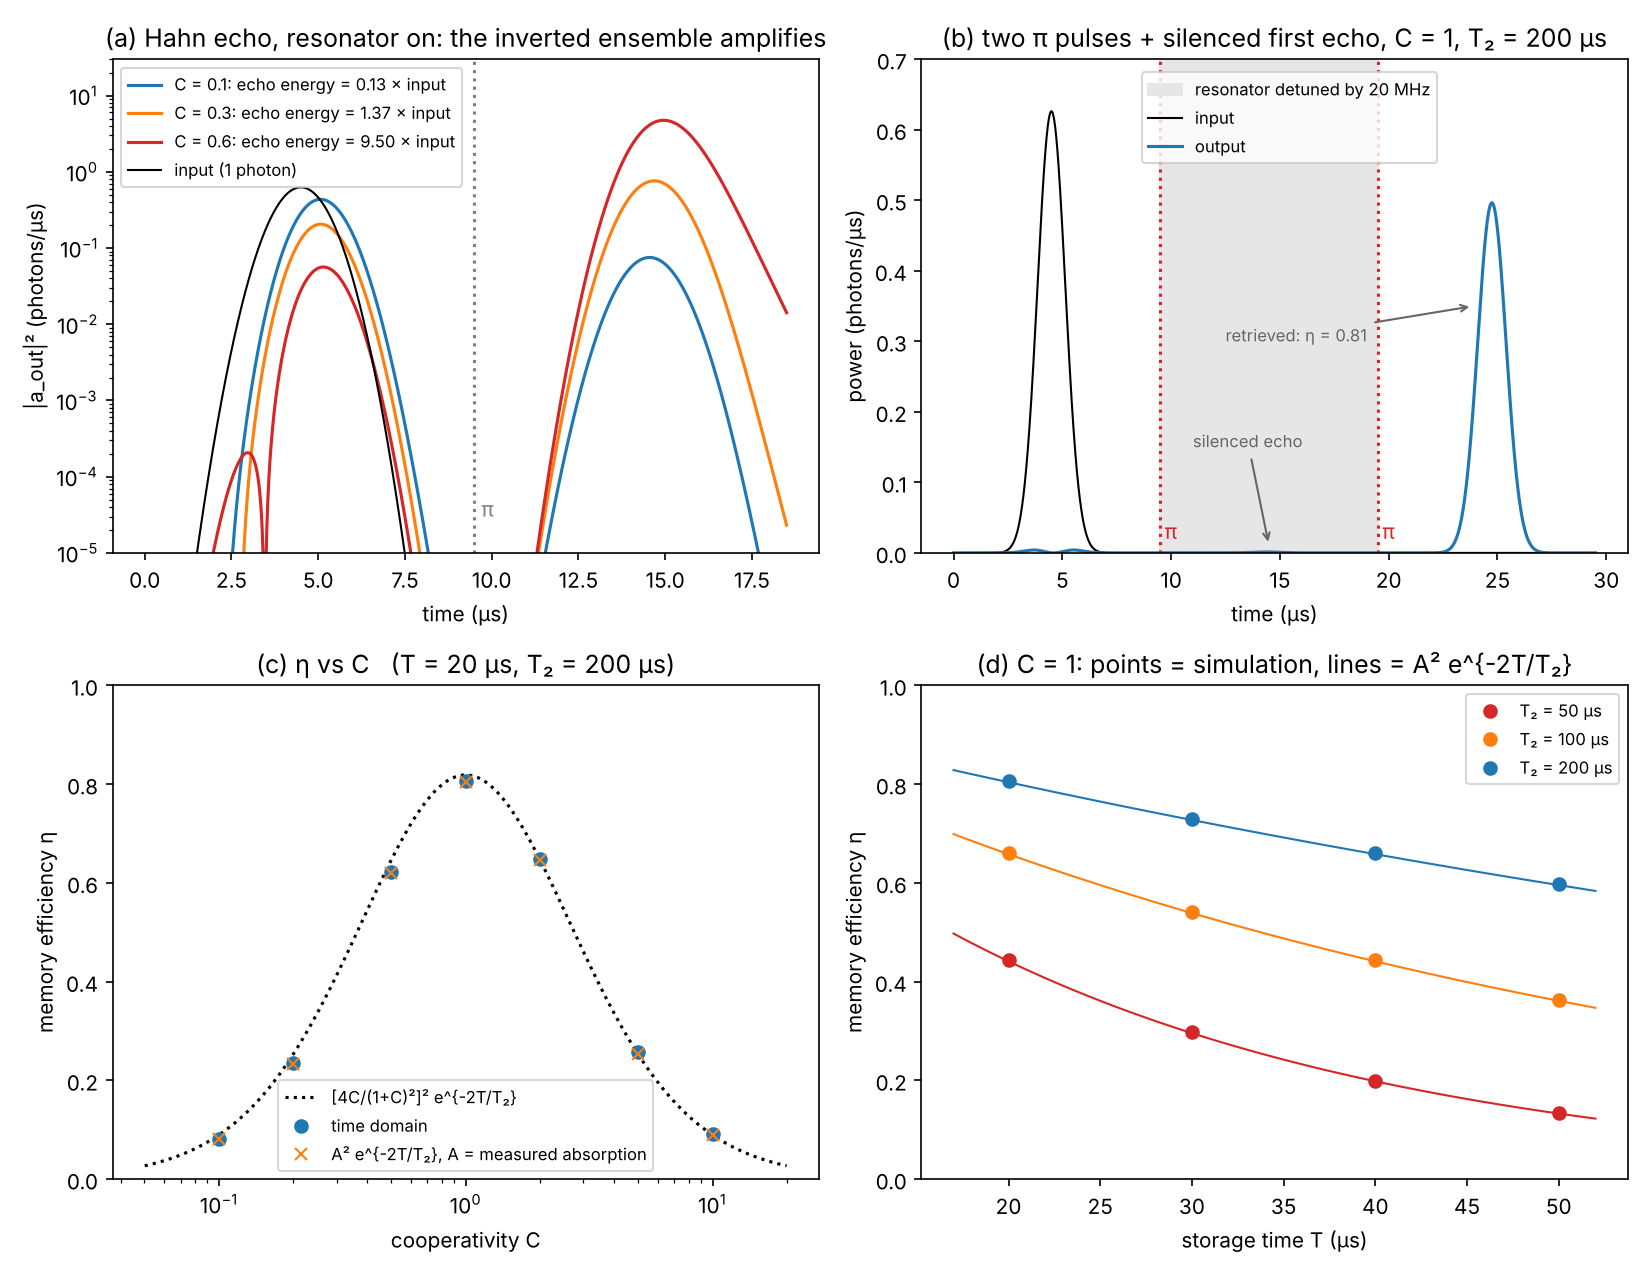 (a) Hahn echo, resonator on: the inverted ensemble amplifies
C = 0.1: echo energy = 0.13 × input
C = 0.3: echo energy = 1.37 × input
C = 0.6: echo energy = 9.50 × input
input (1 photon)
|a_out|² (photons/µs)
10¹
10⁰
10⁻¹
10⁻²
10⁻³
10⁻⁴
10⁻⁵
π
0.0 2.5 5.0 7.5 10.0 12.5 15.0 17.5
time (µs)
(b) two π pulses + silenced first echo, C = 1, T₂ = 200 µs
resonator detuned by 20 MHz
input
output
power (photons/µs)
0.7
0.6
0.5
0.4
0.3
0.2
0.1
0.0
retrieved: η = 0.81
silenced echo
π
π
0 5 10 15 20 25 30
time (µs)
(c) η vs C (T = 20 µs, T₂ = 200 µs)
memory efficiency η
1.0
0.8
0.6
0.4
0.2
0.0
[4C/(1+C)²]² e^{-2T/T₂}
time domain
A² e^{-2T/T₂}, A = measured absorption
10⁻¹ 10⁰ 10¹
cooperativity C
(d) C = 1: points = simulation, lines = A² e^{-2T/T₂}
T₂ = 50 µs
T₂ = 100 µs
T₂ = 200 µs
memory efficiency η
1.0
0.8
0.6
0.4
0.2
0.0
20 25 30 35 40 45 50
storage time T (µs)